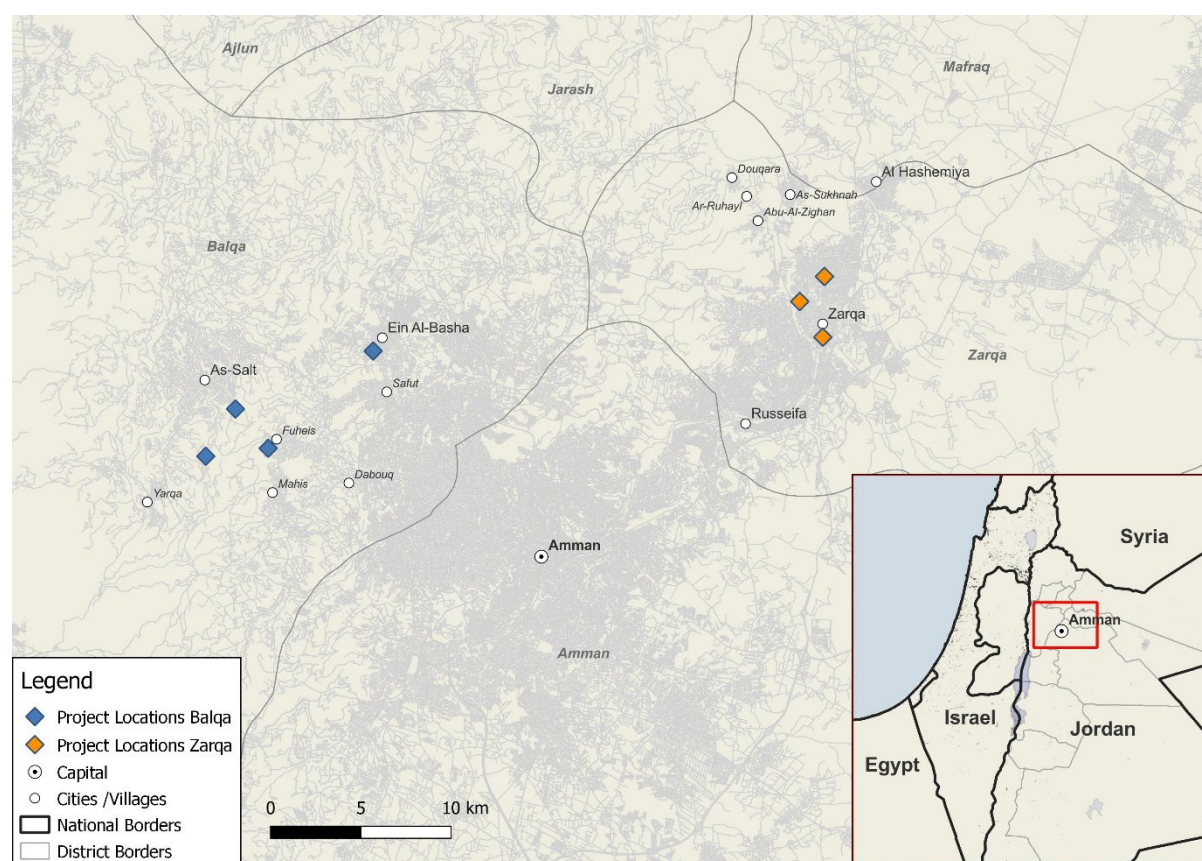 Ajlun
Jarash
Mafraq
Douqara
As-Sukhnah
Al Hashemiya
Ar-Ruhayl
Abu-Al-Zighan
Balqa
Ein Al-Basha
Zarqa
Zarqa
As-Salt
Safut
Russeifa
Fuheis
Dabouq
Mahis
Yarqa
Amman
Amman
Legend
Project Locations Balqa
Project Locations Zarqa
Capital
Cities /Villages
National Borders
District Borders
0 5 10 km
Syria
Amman
Israel
Jordan
Egypt